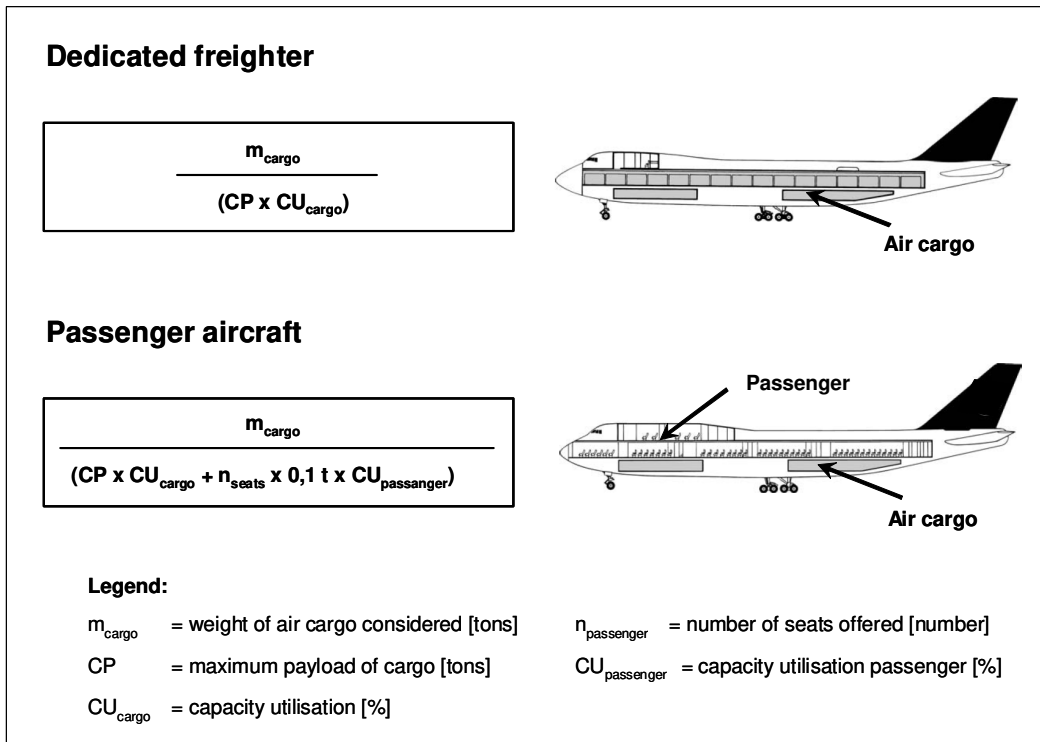 Dedicated freighter
m_cargo
(CP x CU_cargo)
Air cargo
Passenger aircraft
m_cargo
(CP x CU_cargo + n_seats x 0,1 t x CU_passanger)
Passenger
Air cargo
Legend:
m_cargo = weight of air cargo considered [tons]
CP = maximum payload of cargo [tons]
CU_cargo = capacity utilisation [%]
n_passenger = number of seats offered [number]
CU_passenger = capacity utilisation passenger [%]